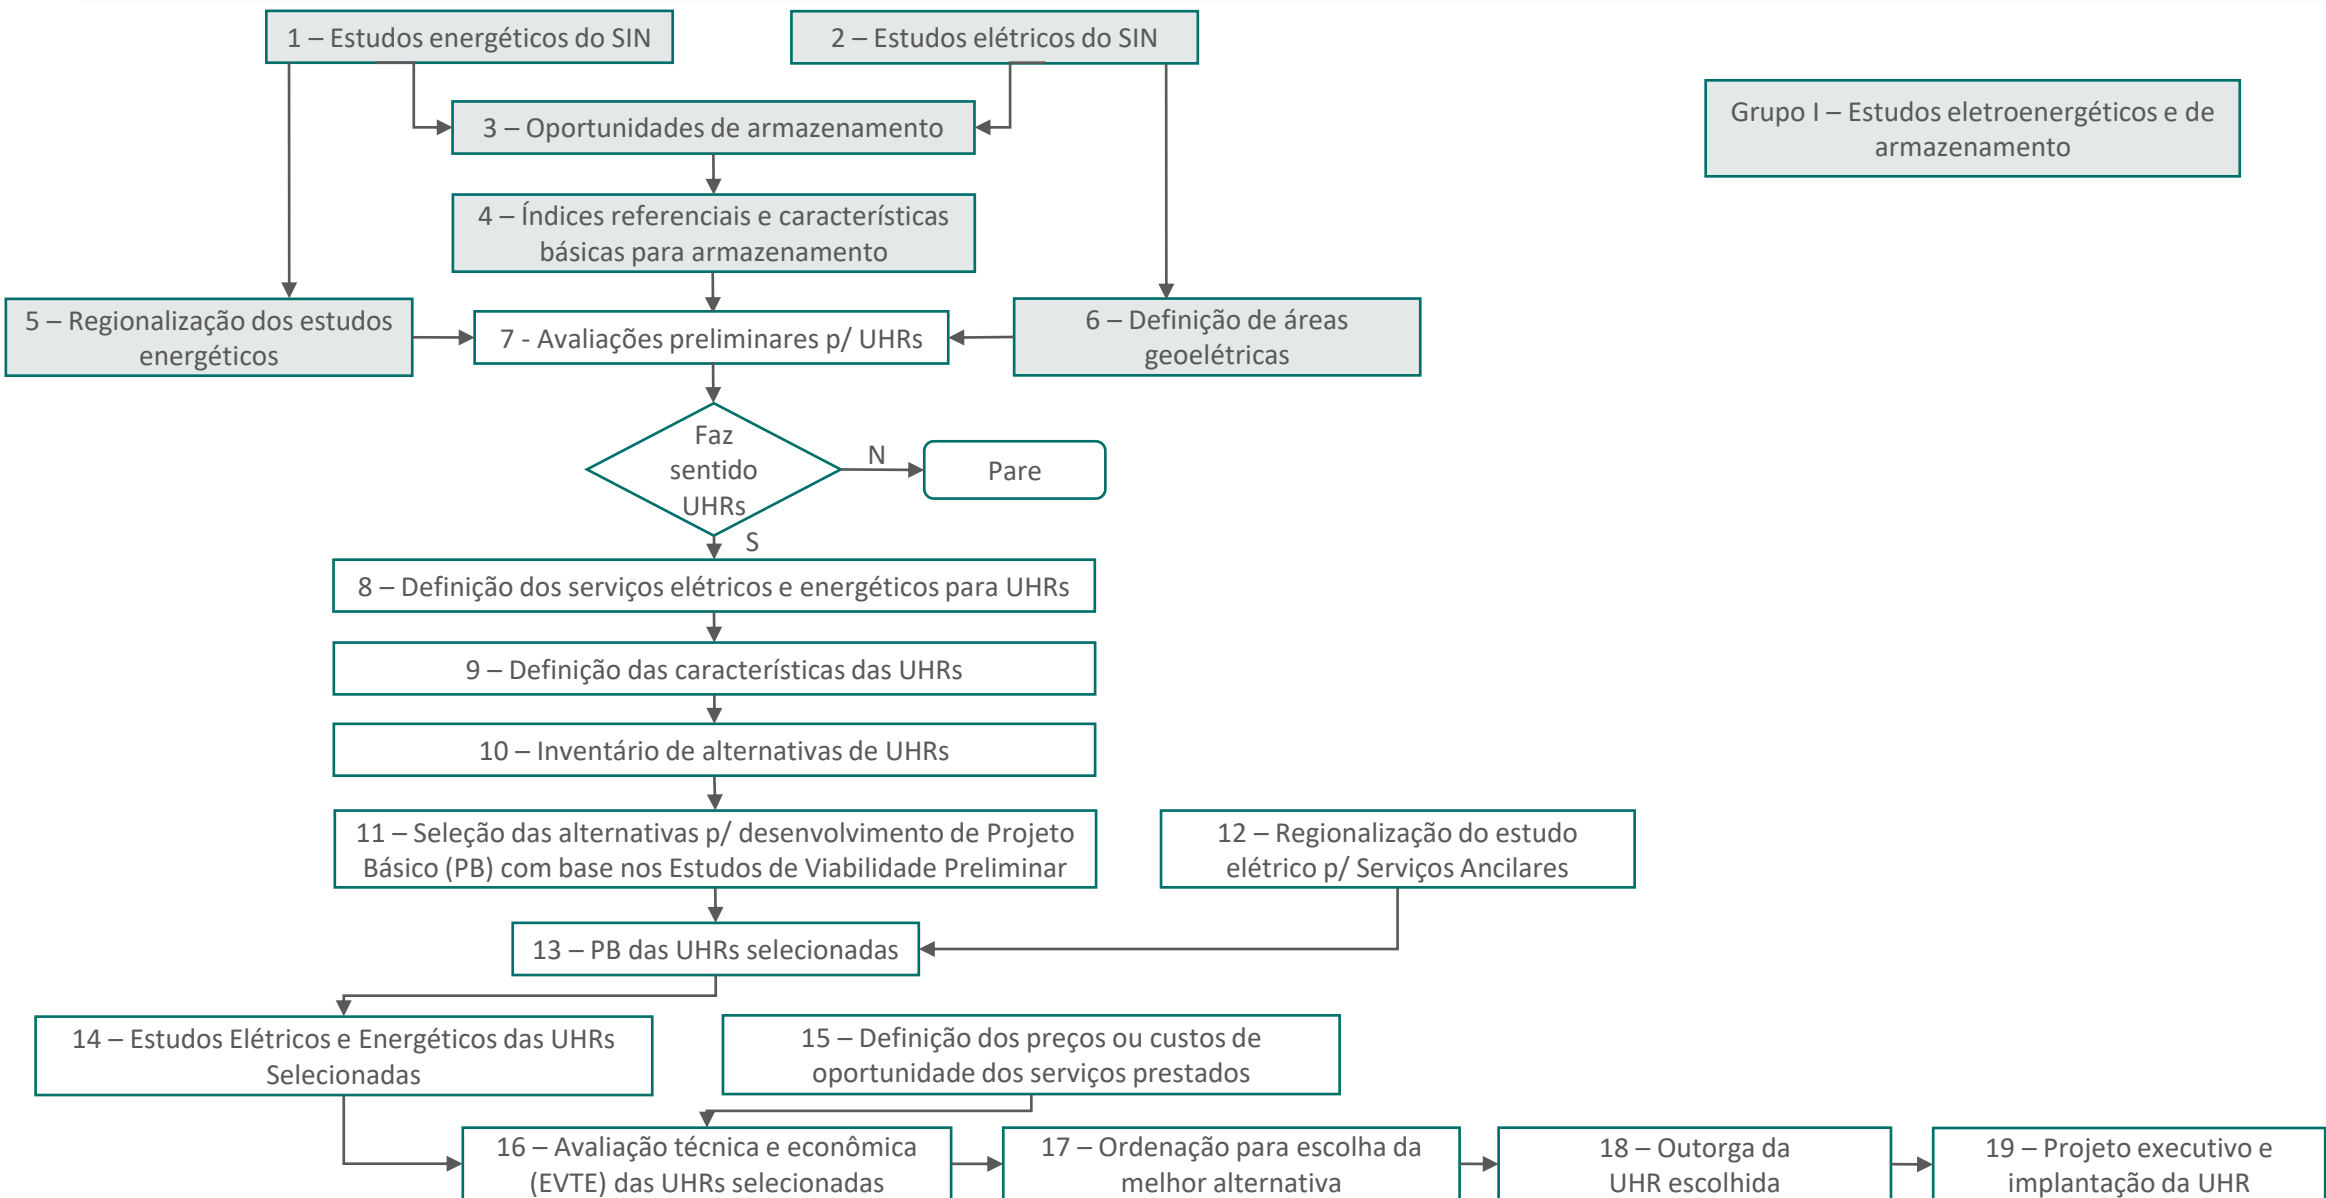 1 – Estudos energéticos do SIN
2 – Estudos elétricos do SIN
Grupo I – Estudos eletroenergéticos e de
armazenamento
3 – Oportunidades de armazenamento
4 – Índices referenciais e características
básicas para armazenamento
5 – Regionalização dos estudos
energéticos
7 - Avaliações preliminares p/ UHRs
6 – Definição de áreas
geoelétricas
Faz
sentido
UHRs
N
Pare
S
8 – Definição dos serviços elétricos e energéticos para UHRs
9 – Definição das características das UHRs
10 – Inventário de alternativas de UHRs
11 – Seleção das alternativas p/ desenvolvimento de Projeto
Básico (PB) com base nos Estudos de Viabilidade Preliminar
12 – Regionalização do estudo
elétrico p/ Serviços Ancilares
13 – PB das UHRs selecionadas
14 – Estudos Elétricos e Energéticos das UHRs
Selecionadas
15 – Definição dos preços ou custos de
oportunidade dos serviços prestados
16 – Avaliação técnica e econômica
(EVTE) das UHRs selecionadas
17 – Ordenação para escolha da
melhor alternativa
18 – Outorga da
UHR escolhida
19 – Projeto executivo e
implantação da UHR